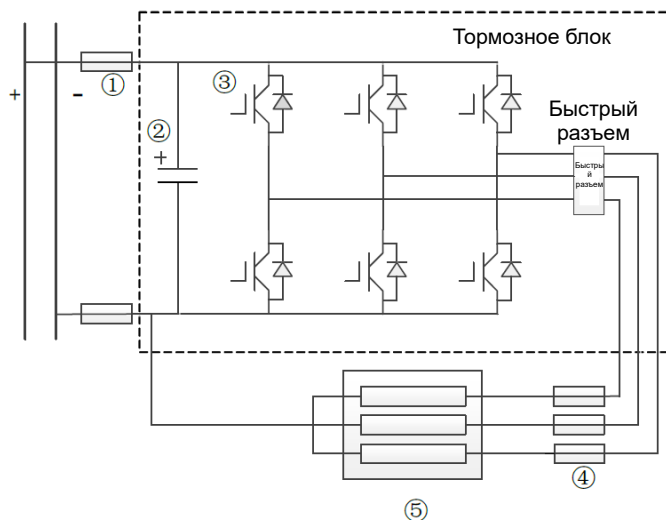 Тормозное блок
①
③
+
-
②
+
Быстрый
разъем
Быстры
й
разъем
④
⑤